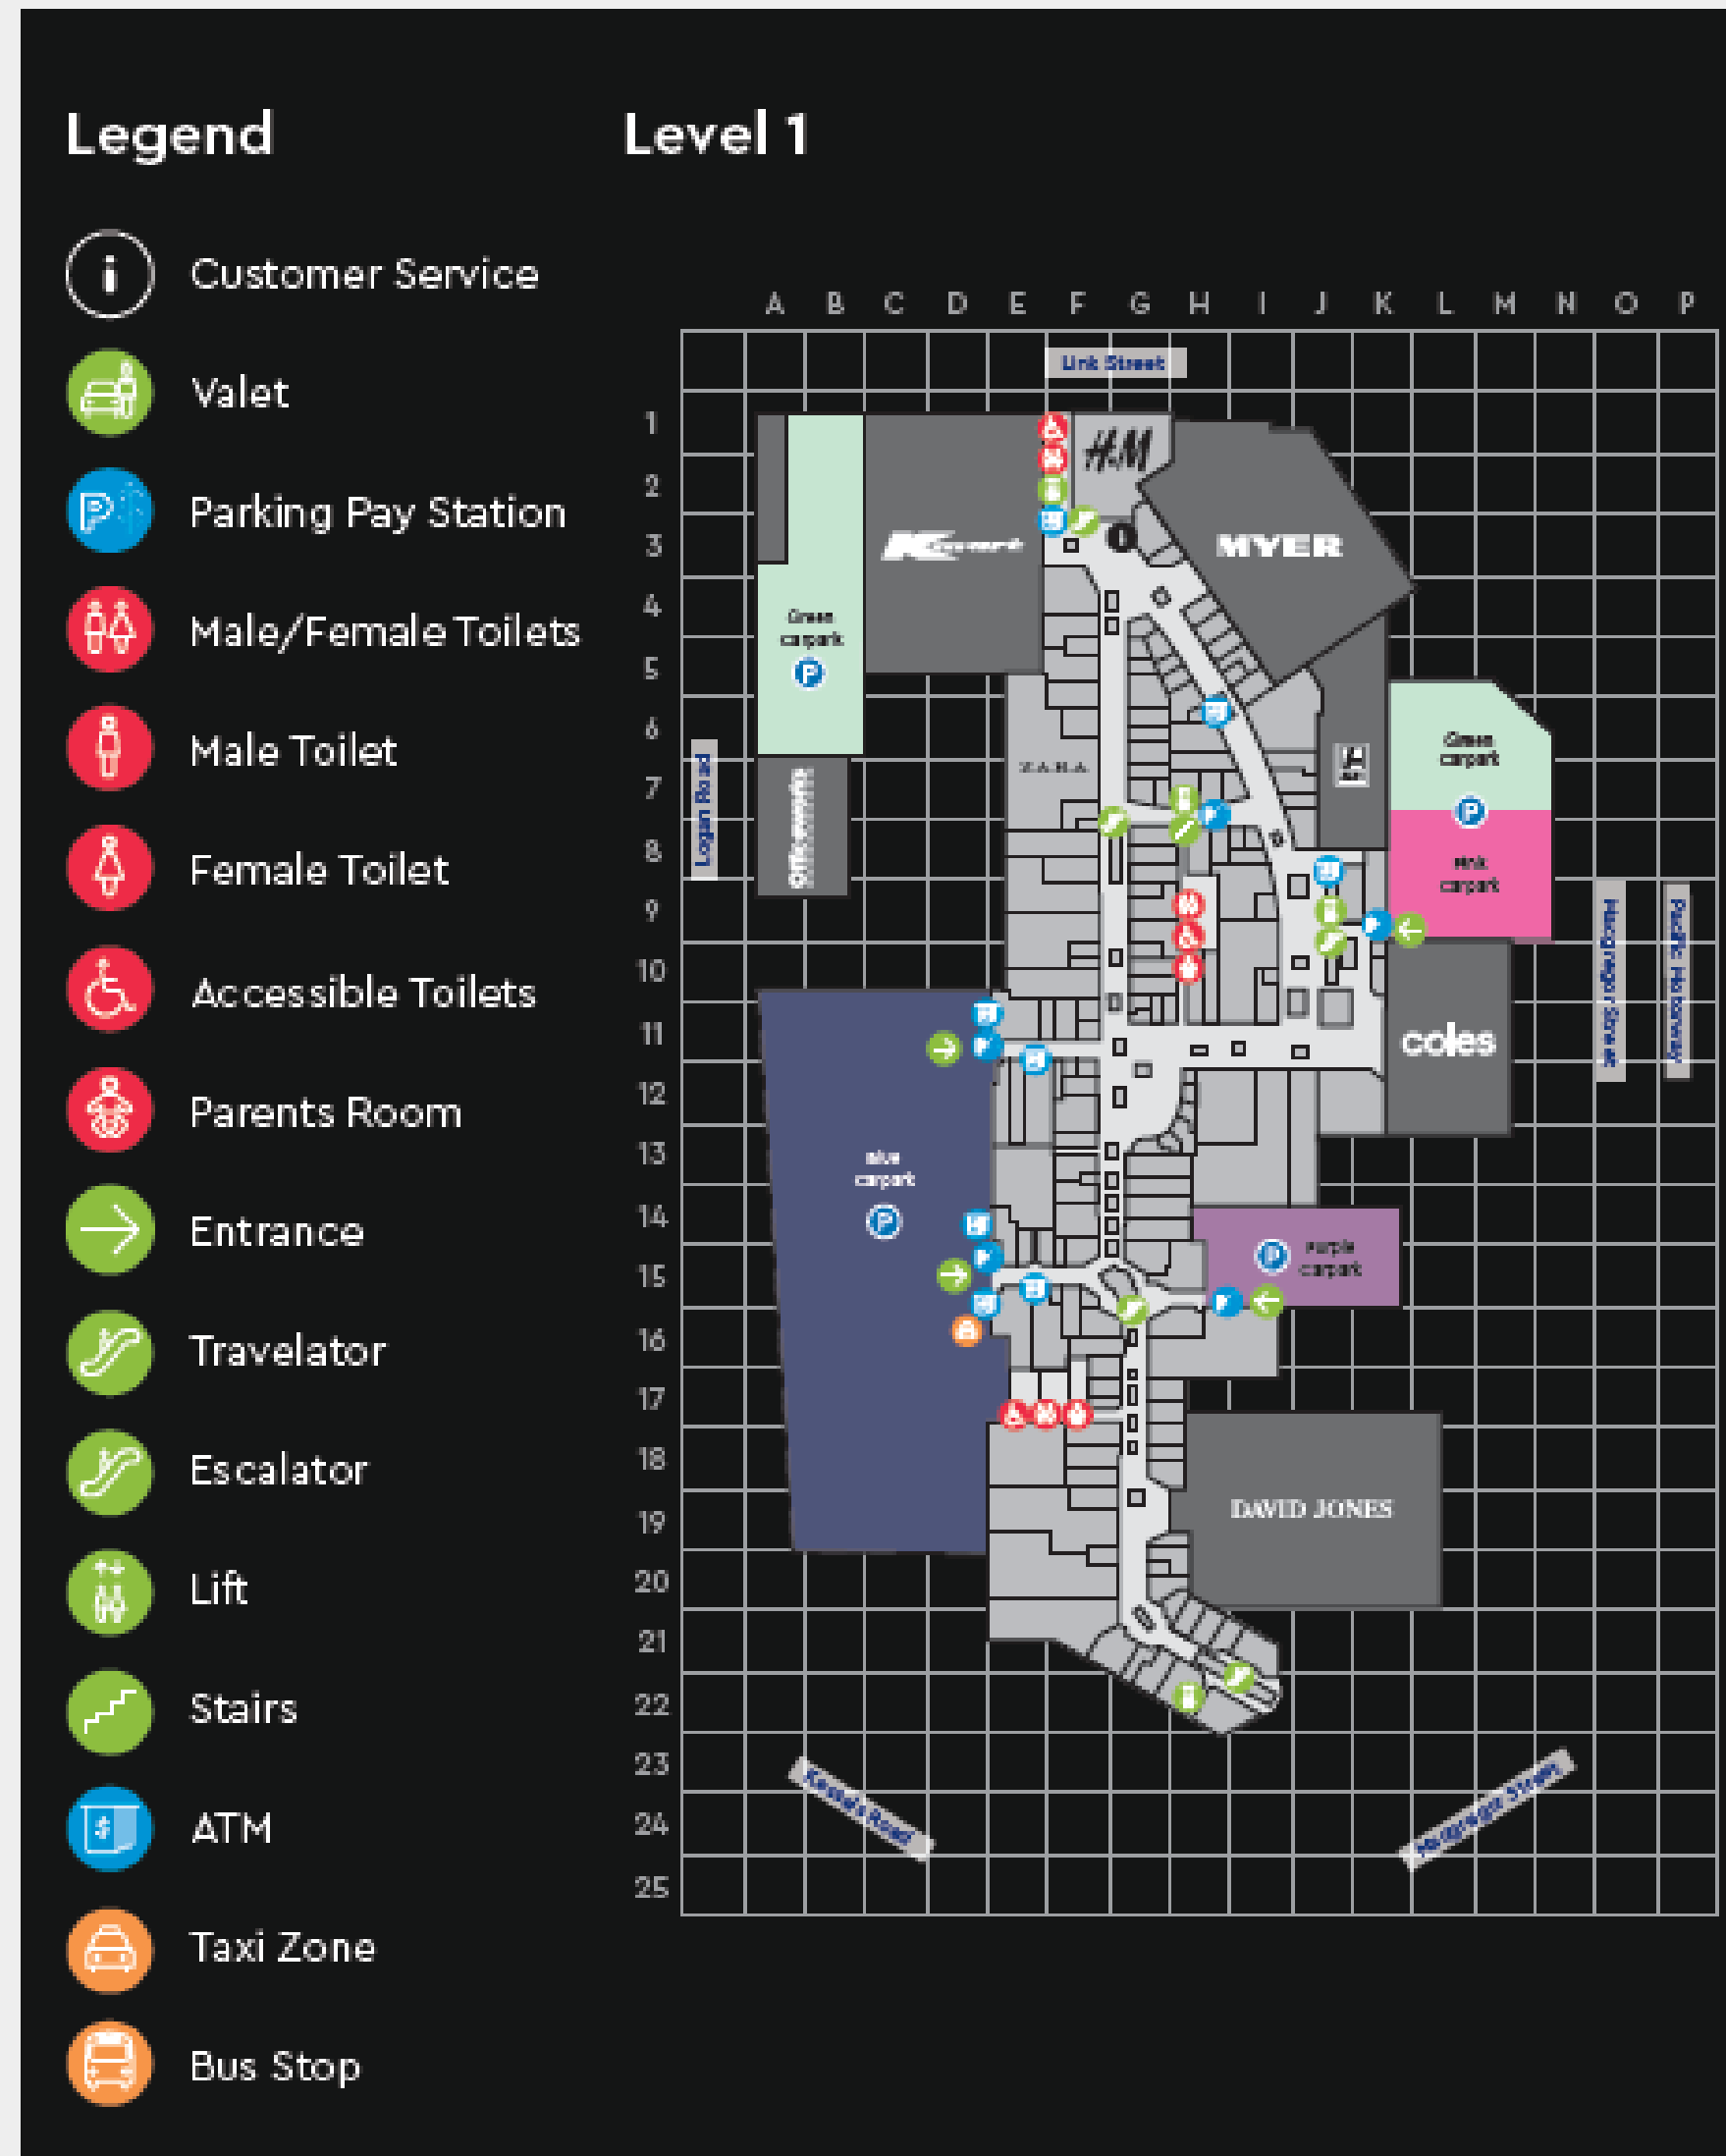 Legend
Level 1
Customer Service
Valet
Parking Pay Station
Male/Female Toilets
Male Toilet
Female Toilet
Accessible Toilets
Parents Room
Entrance
Travelator
Escalator
Lift
Stairs
ATM
Taxi Zone
Bus Stop
A B C D E F G H I J K L M N O P
Link Street
1
2
3
4
5
6
7
8
9
10
11
12
13
14
15
16
17
18
19
20
21
22
23
24
25
H&M
Kmart
MYER
Green
carpark
P
Logan Road
ZARA
Officeworks
Green
carpark
P
Pink
carpark
coles
Blue
carpark
P
P
Purple
carpark
DAVID JONES